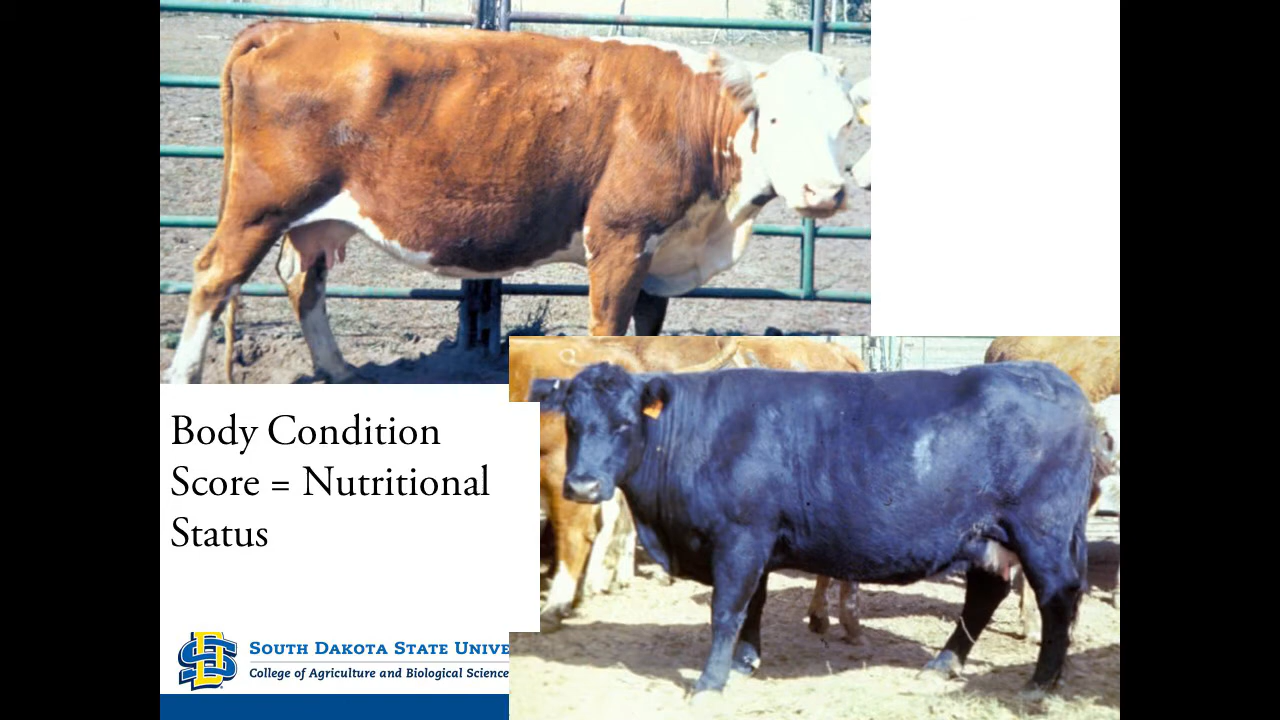 Body Condition
Score = Nutritional
Status
South Dakota State Unive
College of Agriculture and Biological Science